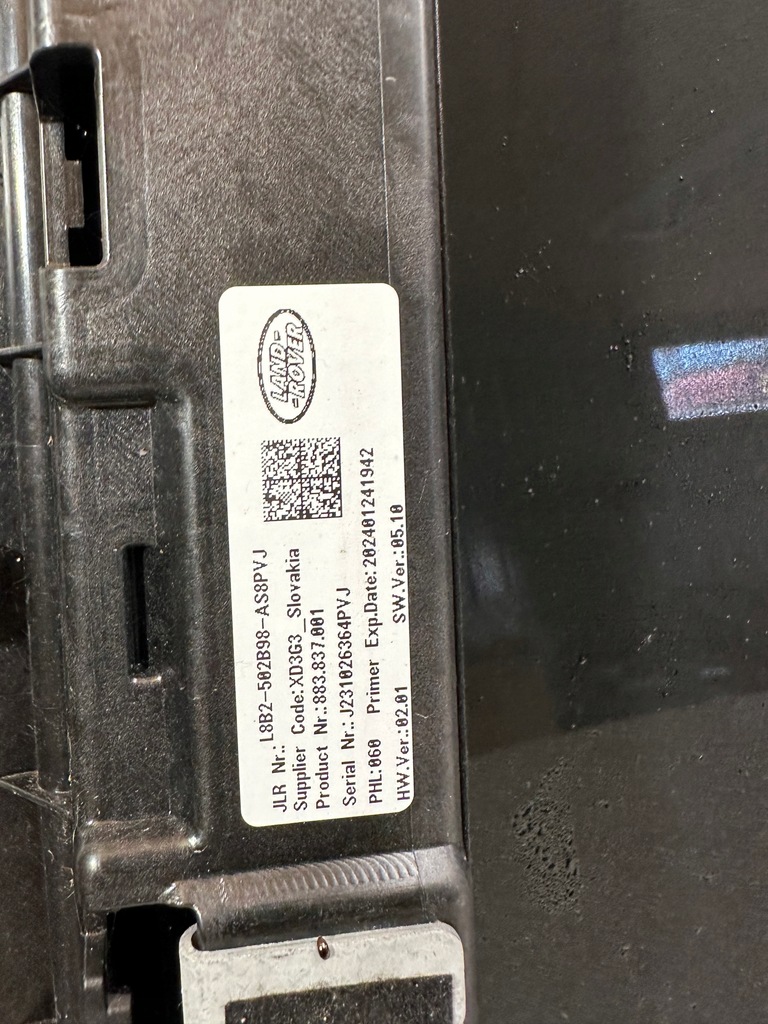 LAND-
-ROVER
JLR Nr.: L8B2-502B98-AS8PVJ
Supplier Code:XD3G3_Slovakia
Product Nr.:883.837.001
Serial Nr.:J231026364PVJ
PHL:060 Primer Exp.Date:202401241942
HW.Ver.:02.01 SW.Ver.:05.10